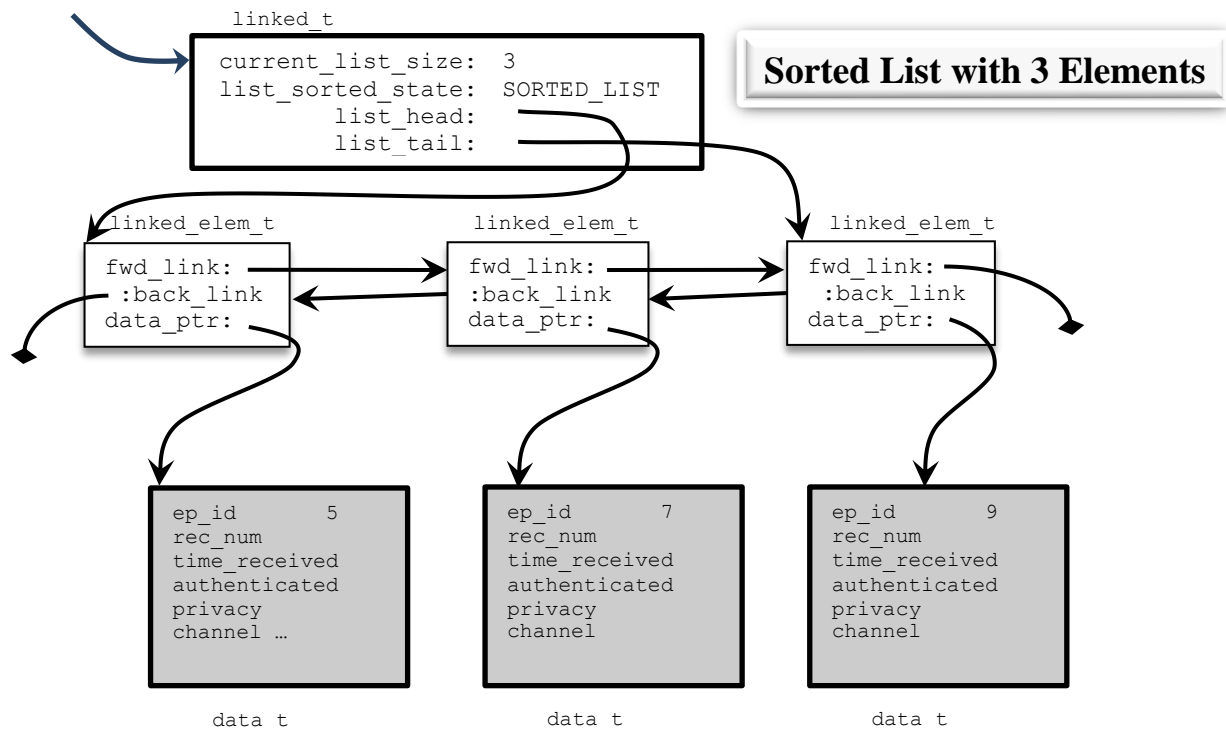 linked_t
Sorted List with 3 Elements
current_list_size: 3
list_sorted_state: SORTED_LIST
list_head:
list_tail:
linked_elem_t
fwd_link:
:back_link
data_ptr:
linked_elem_t
fwd_link:
:back_link
data_ptr:
linked_elem_t
fwd_link:
:back_link
data_ptr:
ep_id 5
rec_num
time_received
authenticated
privacy
channel …
data t
ep_id 7
rec_num
time_received
authenticated
privacy
channel
data t
ep_id 9
rec_num
time_received
authenticated
privacy
channel
data t